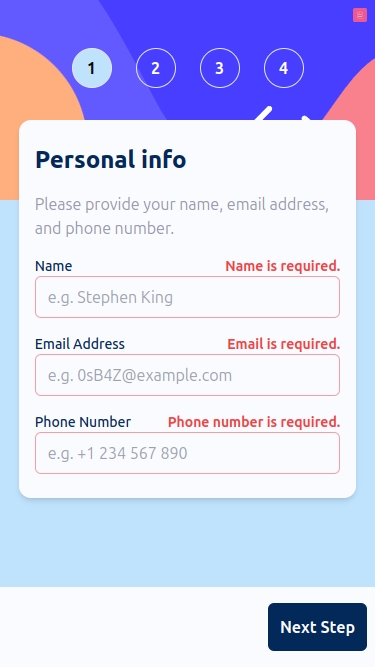 1 2 3 4
Personal info
Please provide your name, email address,
and phone number.
Name Name is required.
e.g. Stephen King
Email Address Email is required.
e.g. 0sB4Z@example.com
Phone Number Phone number is required.
e.g. +1 234 567 890
Next Step